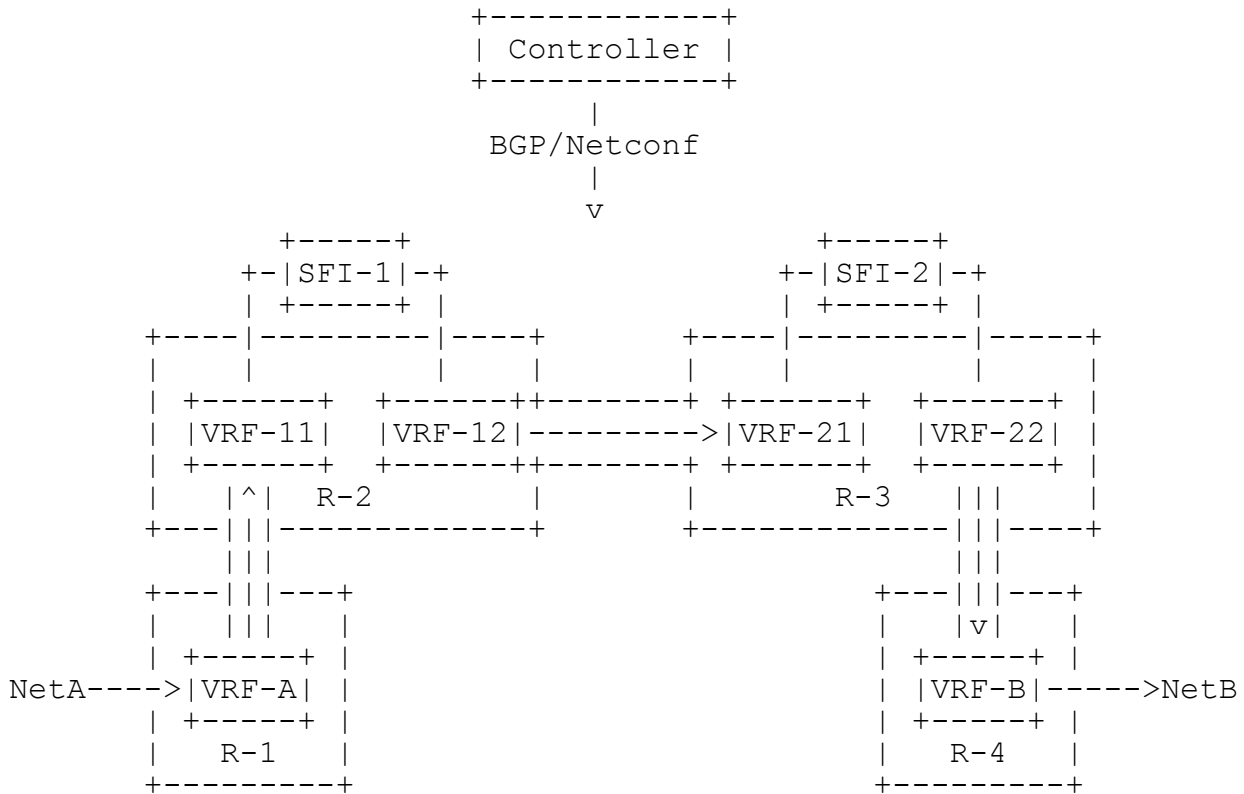 Controller
BGP/Netconf
SFI-1 SFI-2
VRF-11 VRF-12 VRF-21 VRF-22
R-2 R-3
NetA VRF-A VRF-B NetB
R-1 R-4